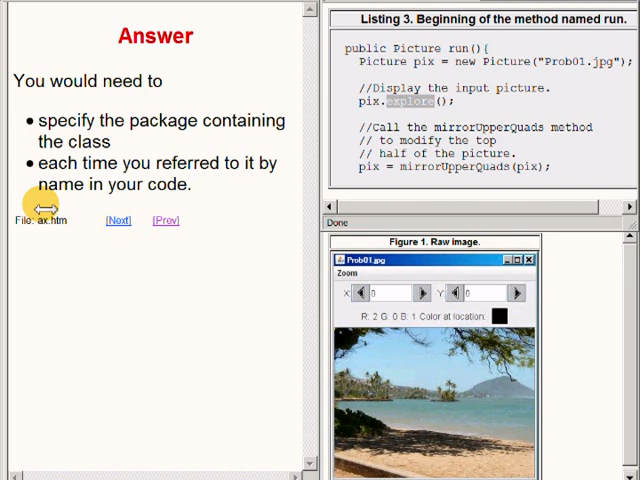 Answer
You would need to
• specify the package containing
the class
• each time you referred to it by
name in your code.
File: ax.htm [Next] [Prev]
Listing 3. Beginning of the method named run.
public Picture run(){
Picture pix = new Picture("Prob01.jpg");
//Display the input picture.
pix.explore();
//Call the mirrorUpperQuads method
// to modify the top
// half of the picture.
pix = mirrorUpperQuads(pix);
Done
Figure 1. Raw image.
Prob01.jpg
Zoom
X: 0 Y: 0
R: 2 G: 0 B: 1 Color at location: